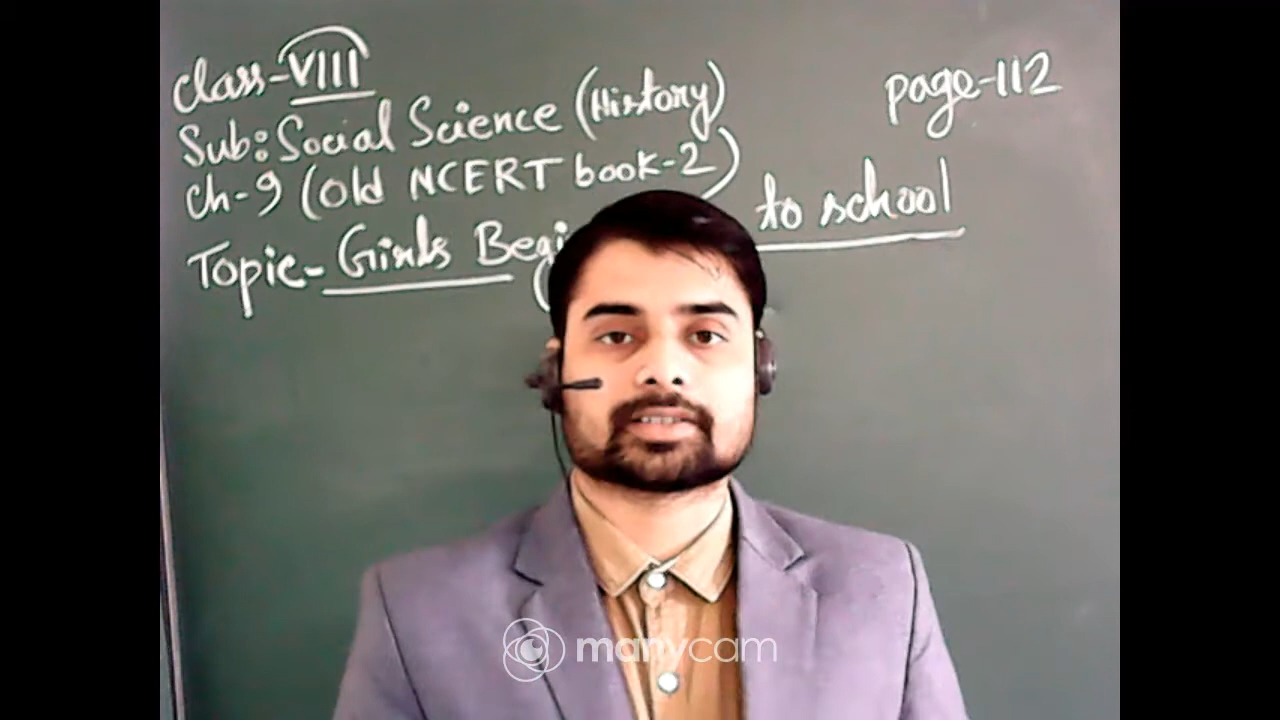 Class-VIII
page-112
Sub: Social Science (History)
Ch-9 (Old NCERT book-2)
Topic- Girls Begi to school
manycam